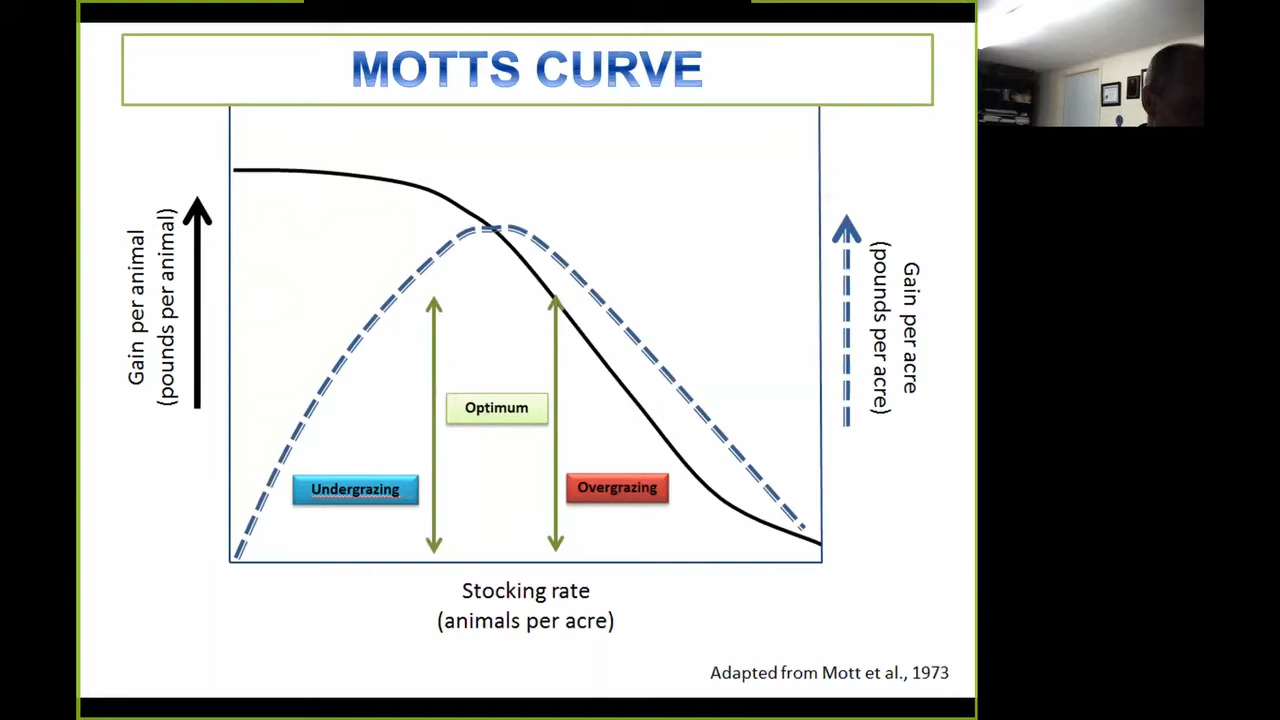 MOTTS CURVE
Gain per animal
(pounds per animal)
Gain per acre
(pounds per acre)
Optimum
Undergrazing
Overgrazing
Stocking rate
(animals per acre)
Adapted from Mott et al., 1973